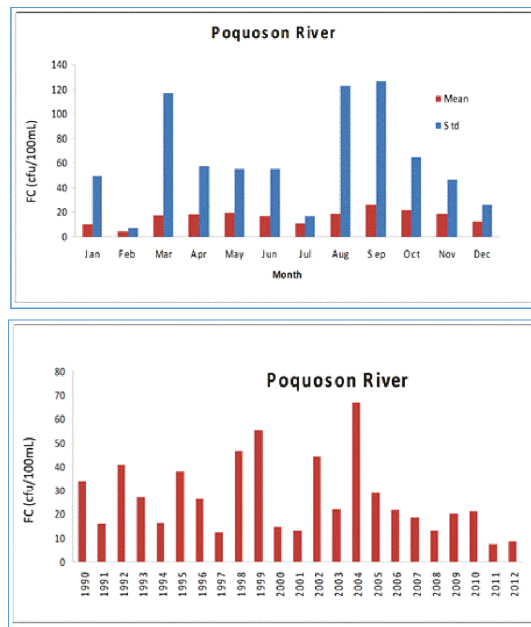 Poquoson River
FC (cfu/100mL)
140
120
100
80
60
40
20
0
Mean
Std
Jan Feb Mar Apr May Jun Jul Aug Sep Oct Nov Dec
Month
Poquoson River
FC (cfu/100mL)
80
70
60
50
40
30
20
10
0
1990 1991 1992 1993 1994 1995 1996 1997 1998 1999 2000 2001 2002 2003 2004 2005 2006 2007 2008 2009 2010 2011 2012